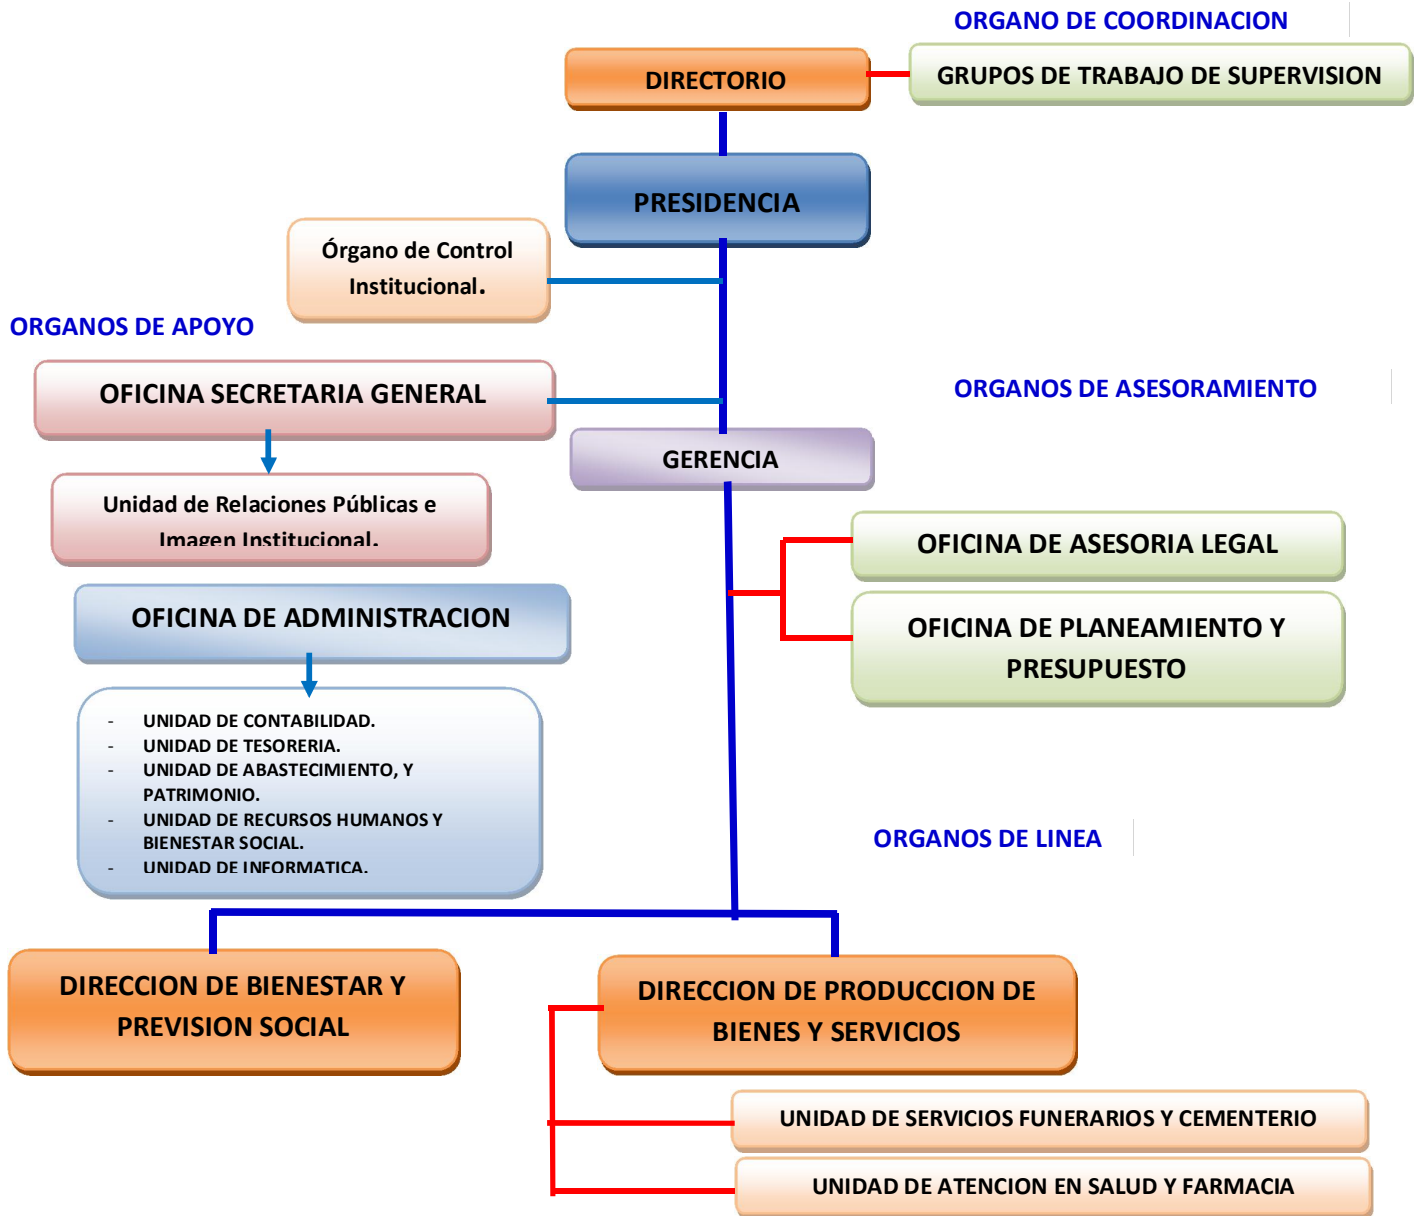 ORGANO DE COORDINACION
DIRECTORIO
GRUPOS DE TRABAJO DE SUPERVISION
PRESIDENCIA
Órgano de Control
Institucional.
ORGANOS DE APOYO
OFICINA SECRETARIA GENERAL
ORGANOS DE ASESORAMIENTO
GERENCIA
Unidad de Relaciones Públicas e
Imagen Institucional.
OFICINA DE ASESORIA LEGAL
OFICINA DE ADMINISTRACION
OFICINA DE PLANEAMIENTO Y
PRESUPUESTO
- UNIDAD DE CONTABILIDAD.
- UNIDAD DE TESORERIA.
- UNIDAD DE ABASTECIMIENTO, Y
PATRIMONIO.
- UNIDAD DE RECURSOS HUMANOS Y
BIENESTAR SOCIAL.
- UNIDAD DE INFORMATICA.
ORGANOS DE LINEA
DIRECCION DE BIENESTAR Y
PREVISION SOCIAL
DIRECCION DE PRODUCCION DE
BIENES Y SERVICIOS
UNIDAD DE SERVICIOS FUNERARIOS Y CEMENTERIO
UNIDAD DE ATENCION EN SALUD Y FARMACIA